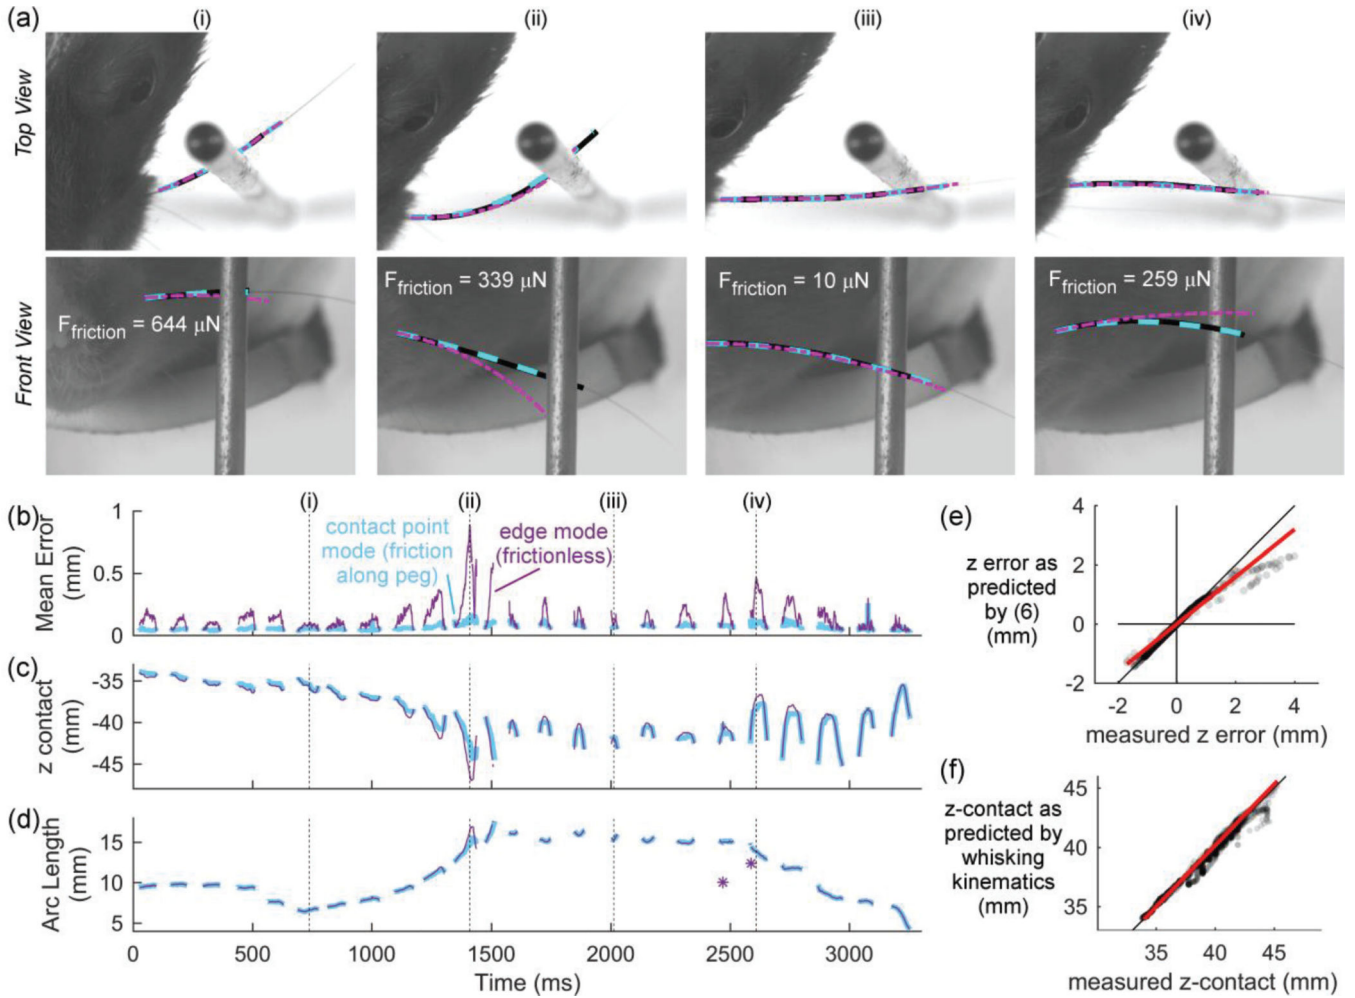 (a)
(i)
(ii)
(iii)
(iv)
Top View
Front View
F friction = 644 μN
F friction = 339 μN
F friction = 10 μN
F friction = 259 μN
(b)
(i)
(ii)
(iii)
(iv)
Mean Error
(mm)
1
0.5
0
contact point
mode (friction
along peg)
edge mode
(frictionless)
(c)
z contact
(mm)
-35
-40
-45
(d)
Arc Length
(mm)
15
10
5
*
*
0
500
1000
1500
2000
2500
3000
Time (ms)
(e)
z error as
predicted
by (6)
(mm)
4
2
0
-2
-2
0
2
4
measured z error (mm)
(f)
z-contact as
predicted by
whisking
kinematics
(mm)
45
40
35
35
40
45
measured z-contact (mm)